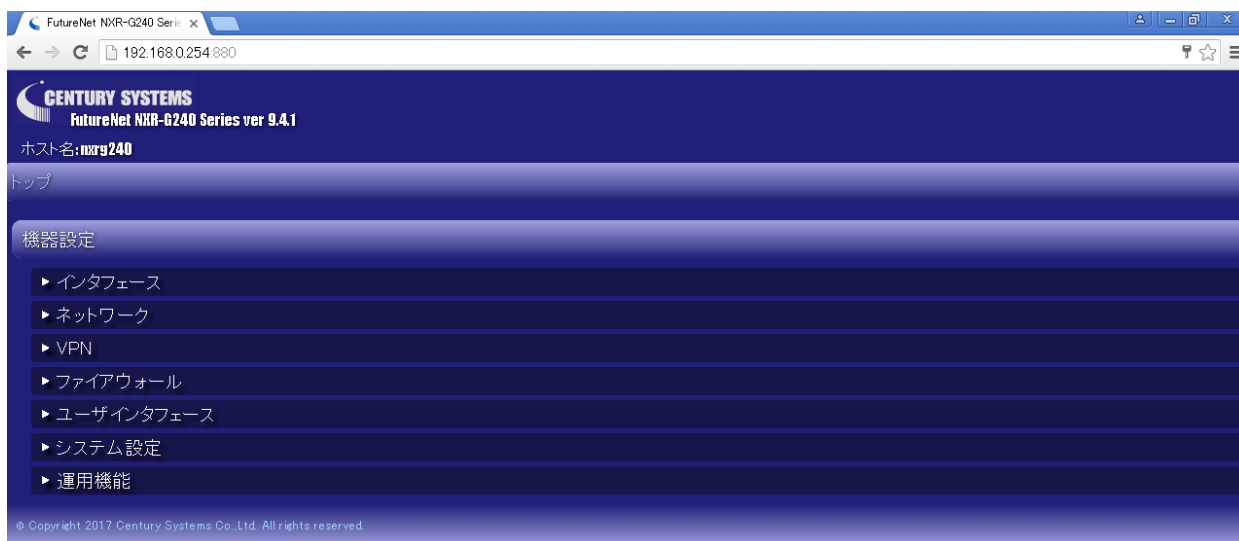 FutureNet NXR-G240 Serie
192.168.0.254:880
CENTURY SYSTEMS
FutureNet NXR-G240 Series ver 9.4.1
ホスト名:nxrg240
トップ
機器設定
インタフェース
ネットワーク
VPN
ファイアウォール
ユーザインタフェース
システム設定
運用機能
© Copyright 2017 Century Systems Co.,Ltd. All rights reserved.